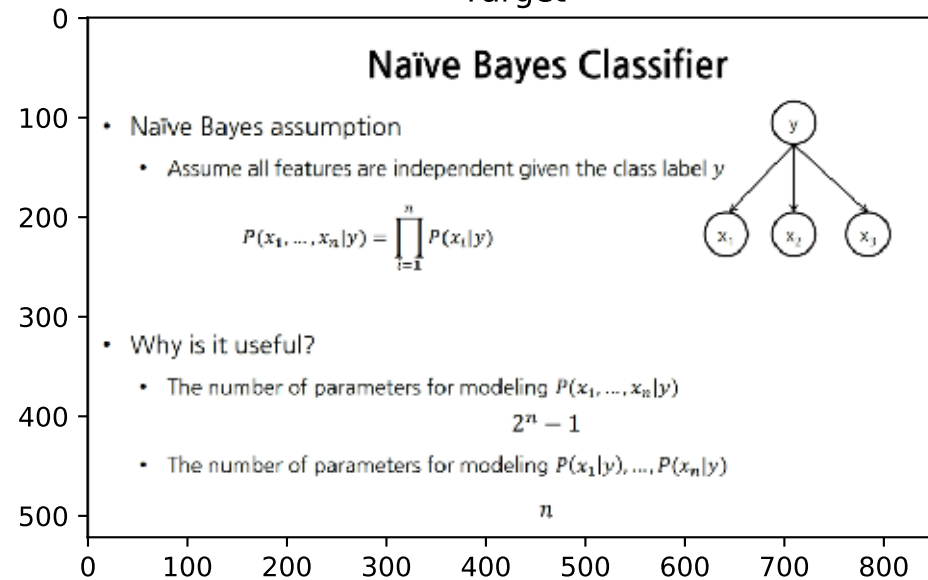 Target
Naïve Bayes Classifier
• Naïve Bayes assumption
• Assume all features are independent given the class label y
P(x₁, ..., xₙ|y) = ∏ⁿᵢ₌₁ P(xᵢ|y)
y
x₁ x₂ x₃
• Why is it useful?
• The number of parameters for modeling P(x₁, ..., xₙ|y)
2ⁿ − 1
• The number of parameters for modeling P(x₁|y), ..., P(xₙ|y)
n
0
100
200
300
400
500
0 100 200 300 400 500 600 700 800